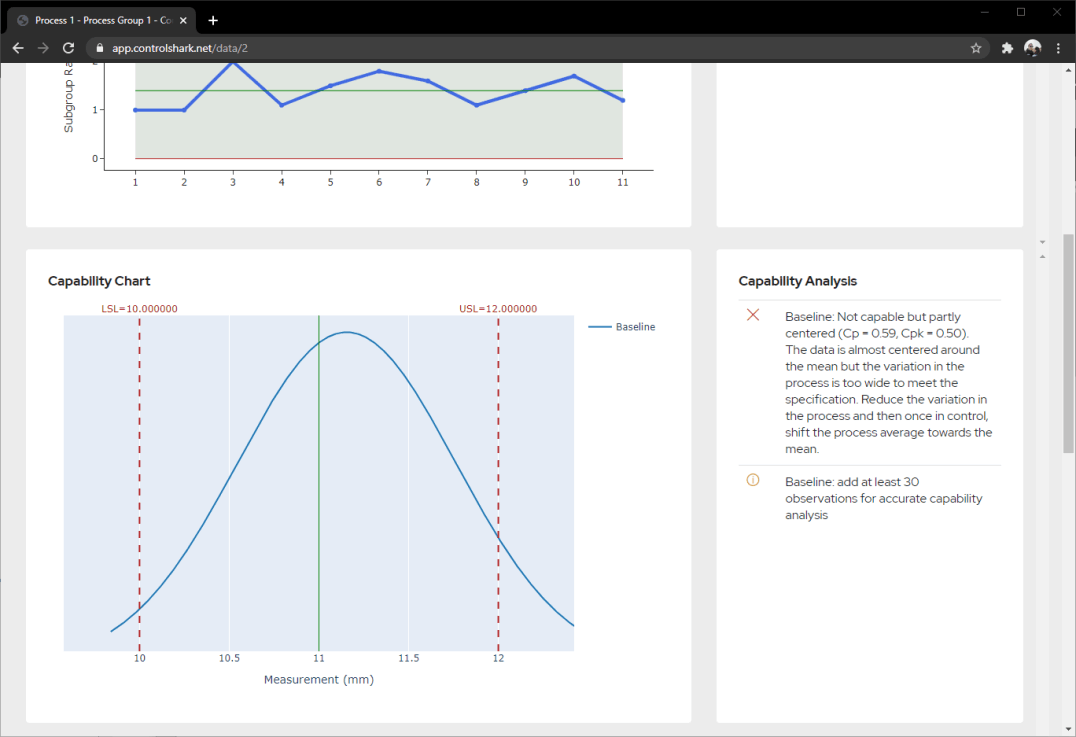 Process 1 - Process Group 1 - Co
app.controlshark.net/data/2
Subgroup Ra
2
1
0
1 2 3 4 5 6 7 8 9 10 11
Capability Chart
LSL=10.000000 USL=12.000000
Baseline
10 10.5 11 11.5 12
Measurement (mm)
Capability Analysis
Baseline: Not capable but partly
centered (Cp = 0.59, Cpk = 0.50).
The data is almost centered around
the mean but the variation in the
process is too wide to meet the
specification. Reduce the variation in
the process and then once in control,
shift the process average towards the
mean.
Baseline: add at least 30
observations for accurate capability
analysis